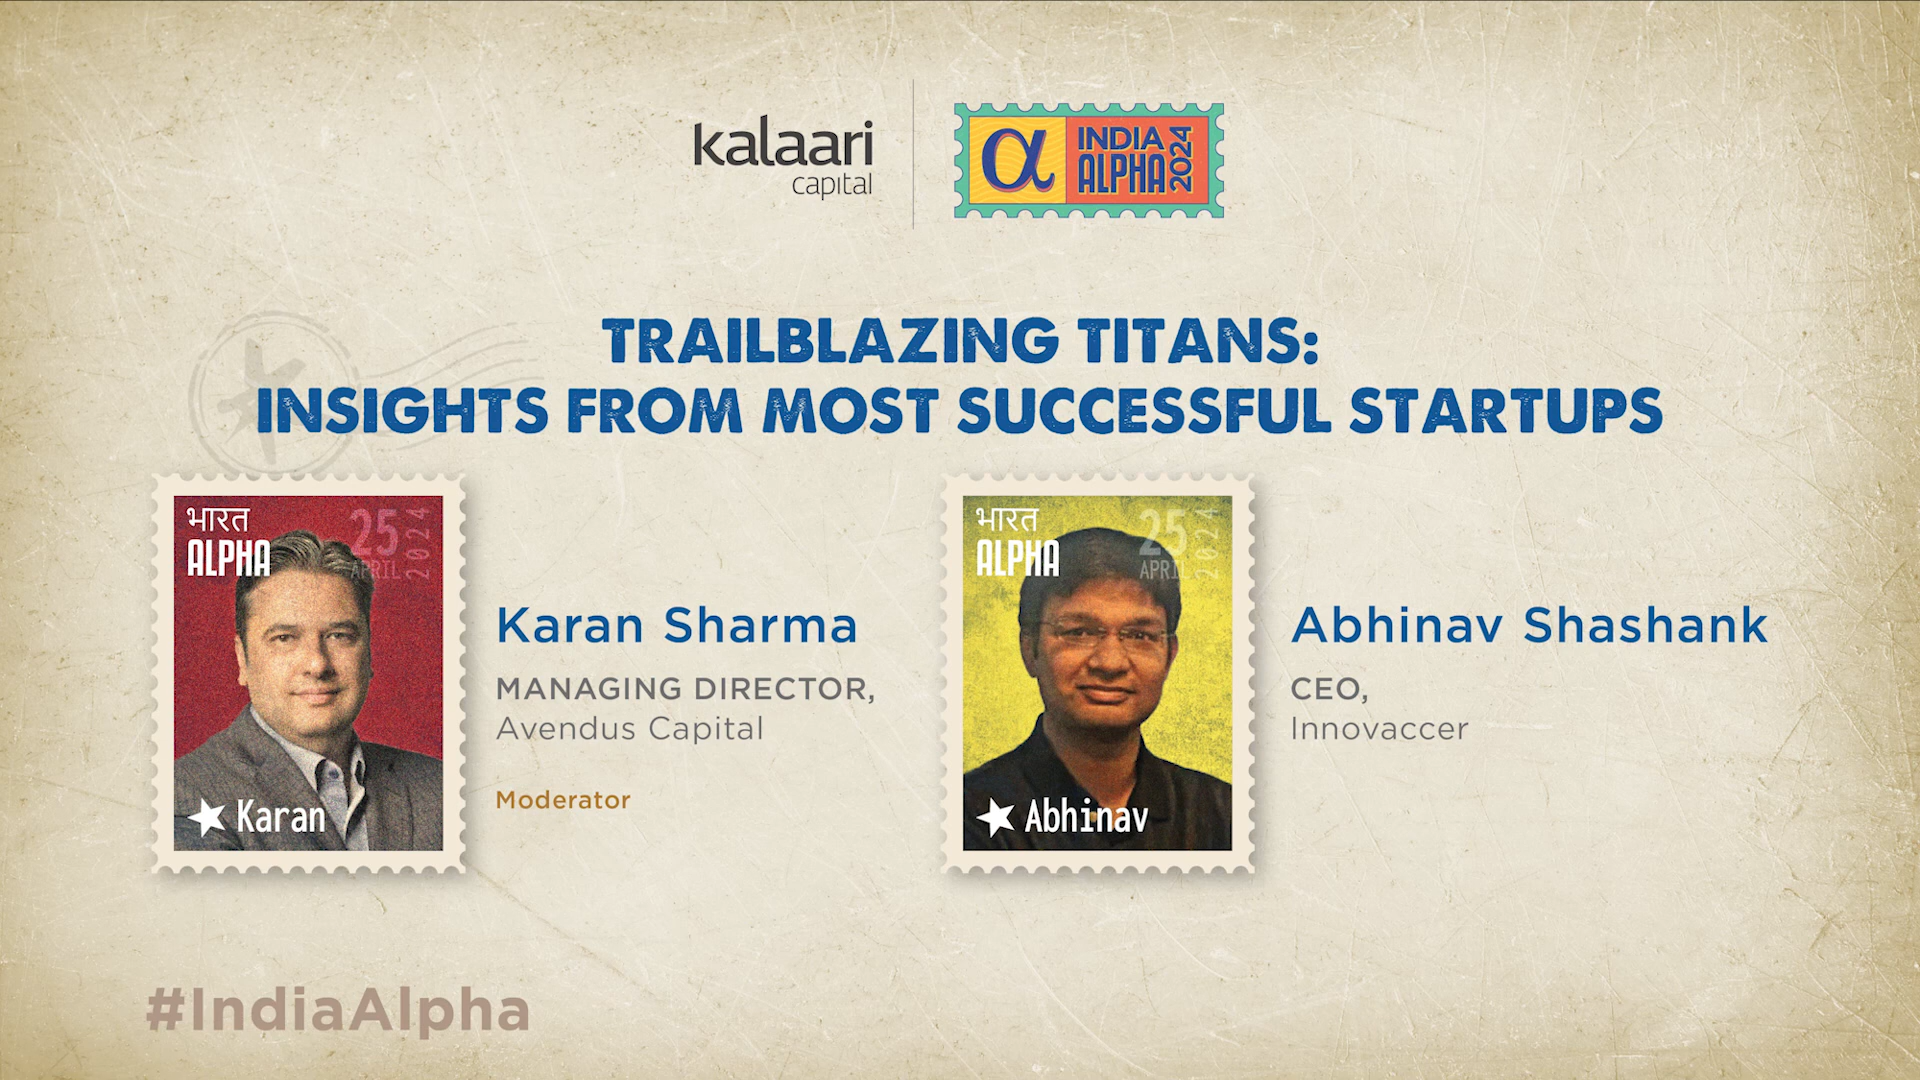 kalaari
capital
α
INDIA
ALPHA
2024
TRAILBLAZING TITANS:
INSIGHTS FROM MOST SUCCESSFUL STARTUPS
भारत
ALPHA
25
APRIL
2024
Karan
Karan Sharma
MANAGING DIRECTOR,
Avendus Capital
Moderator
भारत
ALPHA
25
APRIL
2024
Abhinav
Abhinav Shashank
CEO,
Innovaccer
#IndiaAlpha